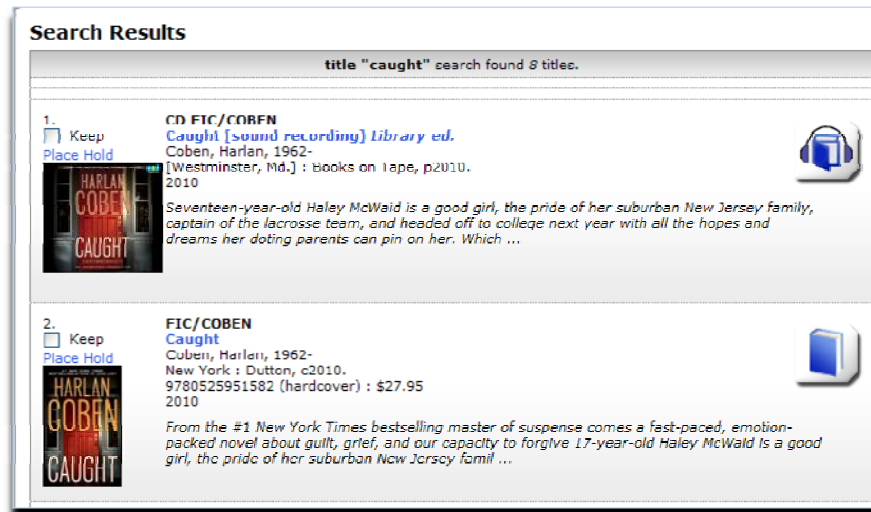 Search Results
title "caught" search found 8 titles.
1.
Keep
Place Hold
HARLAN
COBEN
CAUGHT
CD FIC/COBEN
Caught [sound recording] Library ed.
Coben, Harlan, 1962-
[Westminster, Md.] : Books on Tape, p2010.
2010
Seventeen-year-old Haley McWaid is a good girl, the pride of her suburban New Jersey family,
captain of the lacrosse team, and headed off to college next year with all the hopes and
dreams her doting parents can pin on her. Which ...
2.
Keep
Place Hold
HARLAN
COBEN
CAUGHT
FIC/COBEN
Caught
Coben, Harlan, 1962-
New York : Dutton, c2010.
9780525951582 (hardcover) : $27.95
2010
From the #1 New York Times bestselling master of suspense comes a fast-paced, emotion-
packed novel about guilt, grief, and our capacity to forgive 17-year-old Haley McWaid is a good
girl, the pride of her suburban New Jersey famil ...